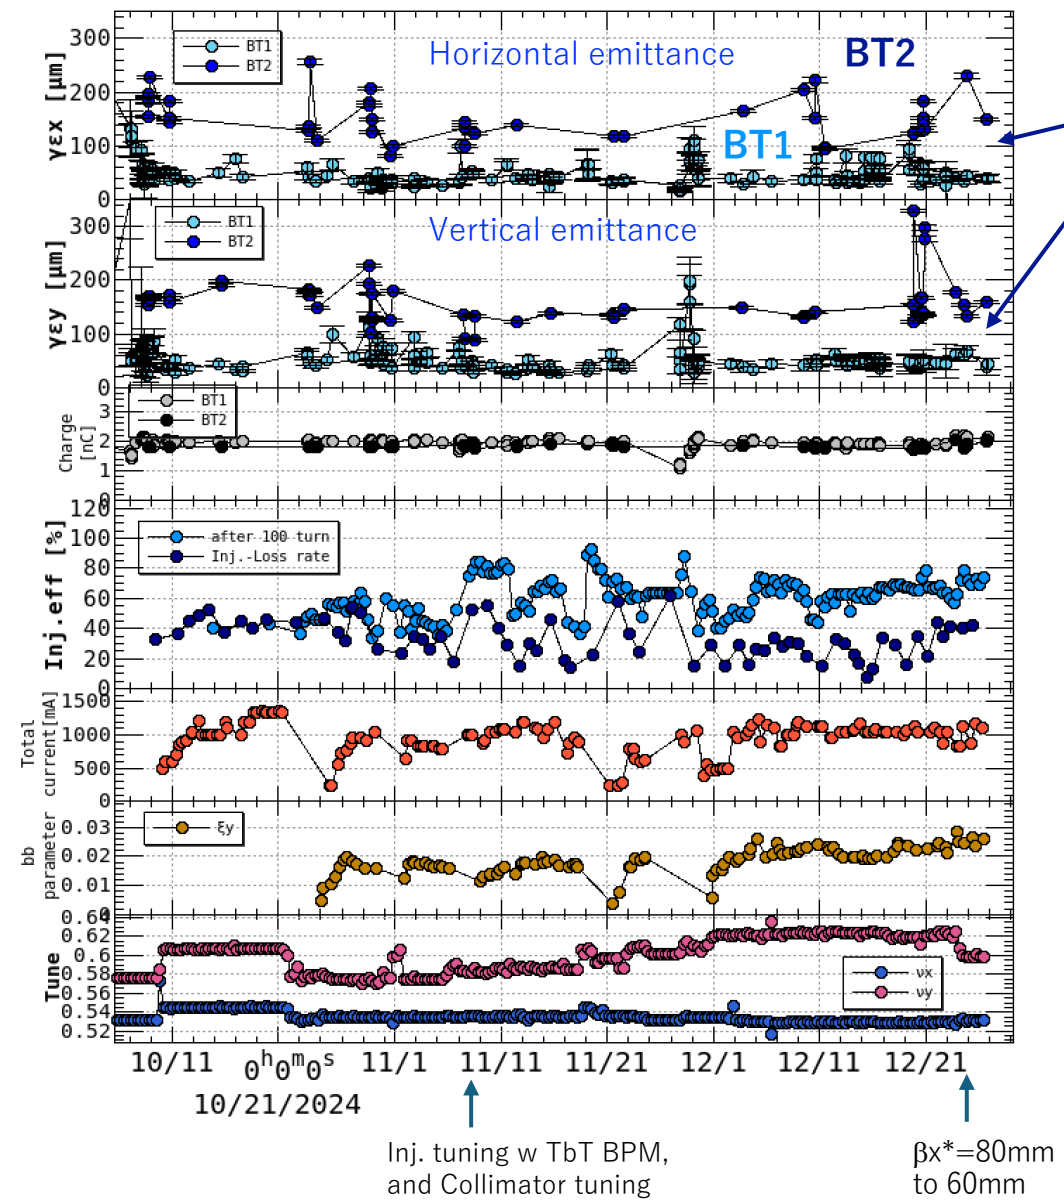 300
200
100
0
γεx [μm]
BT1
BT2
Horizontal emittance
BT2
BT1
300
200
100
0
γεy [μm]
BT1
BT2
Vertical emittance
3
2
1
0
Charge
[nC]
BT1
BT2
120
100
80
60
40
20
0
Inj.eff [%]
after 100 turn
Inj.-Loss rate
1500
1000
500
0
Total
current[mA]
0.03
0.02
0.01
0
bb
parameter
ξy
0.64
0.62
0.6
0.58
0.56
0.54
0.52
Tune
νx
νy
10/11 0h0m0s 11/1 11/11 11/21 12/1 12/11 12/21
10/21/2024
Inj. tuning w TbT BPM,
and Collimator tuning
βx*=80mm
to 60mm